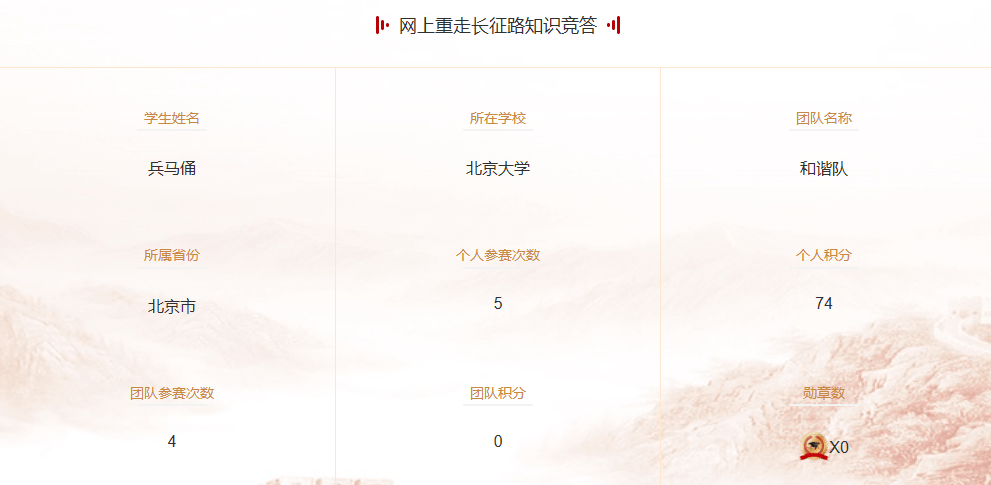 网上重走长征路知识竞答
学生姓名 所在学校 团队名称
兵马俑 北京大学 和谐队
所属省份 个人参赛次数 个人积分
北京市 5 74
团队参赛次数 团队积分 勋章数
4 0 X0